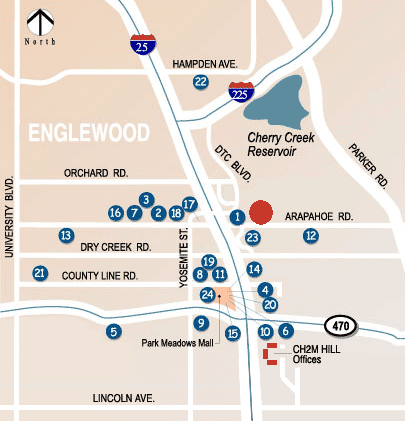 North
25
HAMPDEN AVE.
22
225
ENGLEWOOD
Cherry Creek
Reservoir
DTC BLVD.
PARKER RD.
ORCHARD RD.
UNIVERSITY BLVD.
3
16
7
2
18
17
1
ARAPAHOE RD.
13
23
12
DRY CREEK RD.
YOSEMITE ST.
19
14
21
COUNTY LINE RD.
8
11
24
4
20
470
9
5
15
10
6
Park Meadows Mall
CH2M HILL
Offices
LINCOLN AVE.